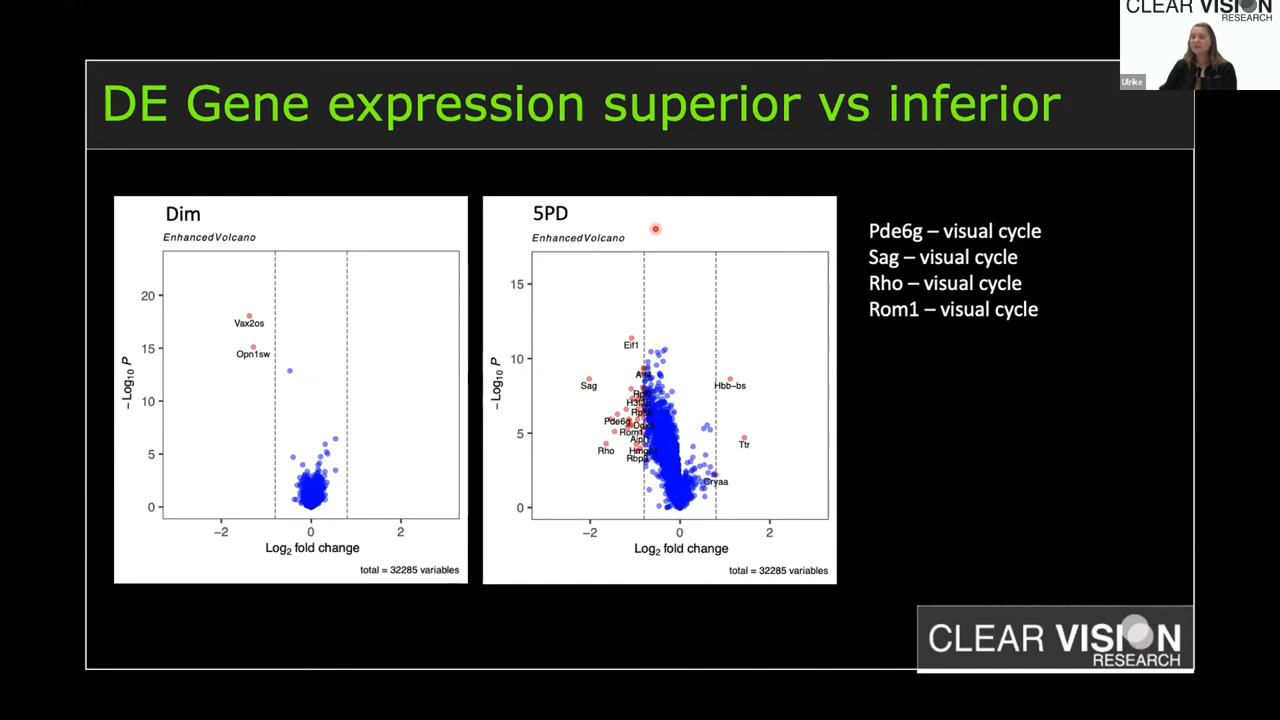 CLEAR VISION
RESEARCH
Ulrike
DE Gene expression superior vs inferior
Dim
EnhancedVolcano
20
15
10
5
0
−Log10 P
Vax2os
Opn1sw
−2 0 2
Log2 fold change
total = 32285 variables
5PD
EnhancedVolcano
15
10
5
0
−Log10 P
Eif1
Sag
Hbb−bs
H3f3b
Pde6g
Rom1
Rho
Ttr
Cryaa
−2 0 2
Log2 fold change
total = 32285 variables
Pde6g – visual cycle
Sag – visual cycle
Rho – visual cycle
Rom1 – visual cycle
CLEAR VISION
RESEARCH